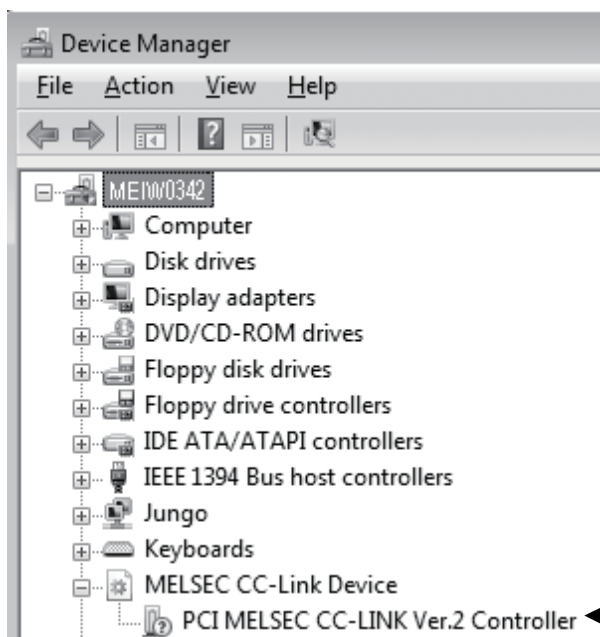 Device Manager
File Action View Help
MEIW0342
Computer
Disk drives
Display adapters
DVD/CD-ROM drives
Floppy disk drives
Floppy drive controllers
IDE ATA/ATAPI controllers
IEEE 1394 Bus host controllers
Jungo
Keyboards
MELSEC CC-Link Device
PCI MELSEC CC-LINK Ver.2 Controller